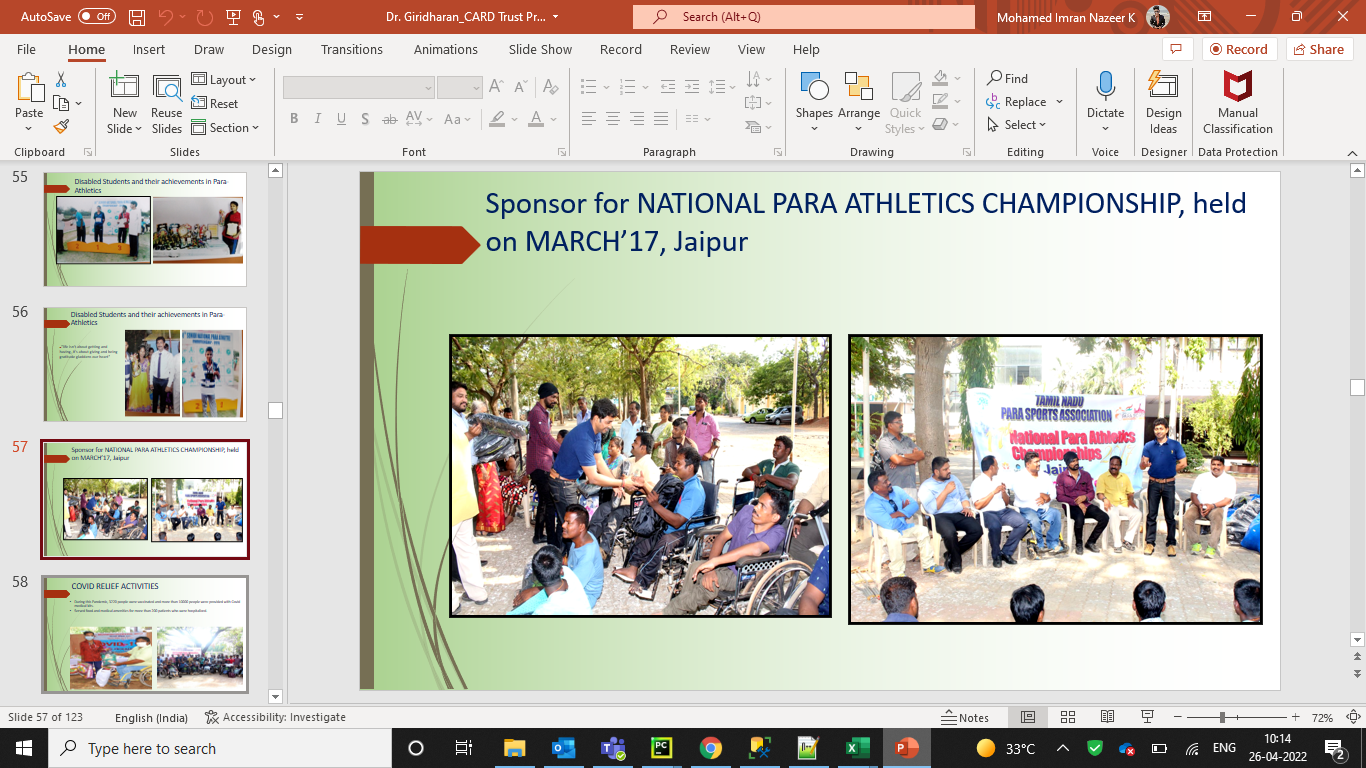 AutoSave Off
Dr. Giridharan_CARD Trust Pr...
Search (Alt+Q)
Mohamed Imran Nazeer K
File Home Insert Draw Design Transitions Animations Slide Show Record Review View Help
Record
Share
Paste
New Slide
Reuse Slides
Layout
Reset
Section
B I U S ab AV Aa A
Shapes
Arrange
Quick Styles
Find
Replace
Select
Dictate
Design Ideas
Manual Classification
Clipboard
Slides
Font
Paragraph
Drawing
Editing
Voice
Designer
Data Protection
55
Disabled Students and their achievements in Para-
Athletics
56
Disabled Students and their achievements in Para-
Athletics
57
Sponsor for NATIONAL PARA ATHLETICS CHAMPIONSHIP, held
on MARCH'17, Jaipur
58
COVID RELIEF ACTIVITIES
Sponsor for NATIONAL PARA ATHLETICS CHAMPIONSHIP, held
on MARCH’17, Jaipur
TAMIL NADU
PARA SPORTS ASSOCIATION
National Para Athletics
Championships
Slide 57 of 123
English (India)
Accessibility: Investigate
Notes
72%
Type here to search
33°C
ENG
10:14
26-04-2022
2